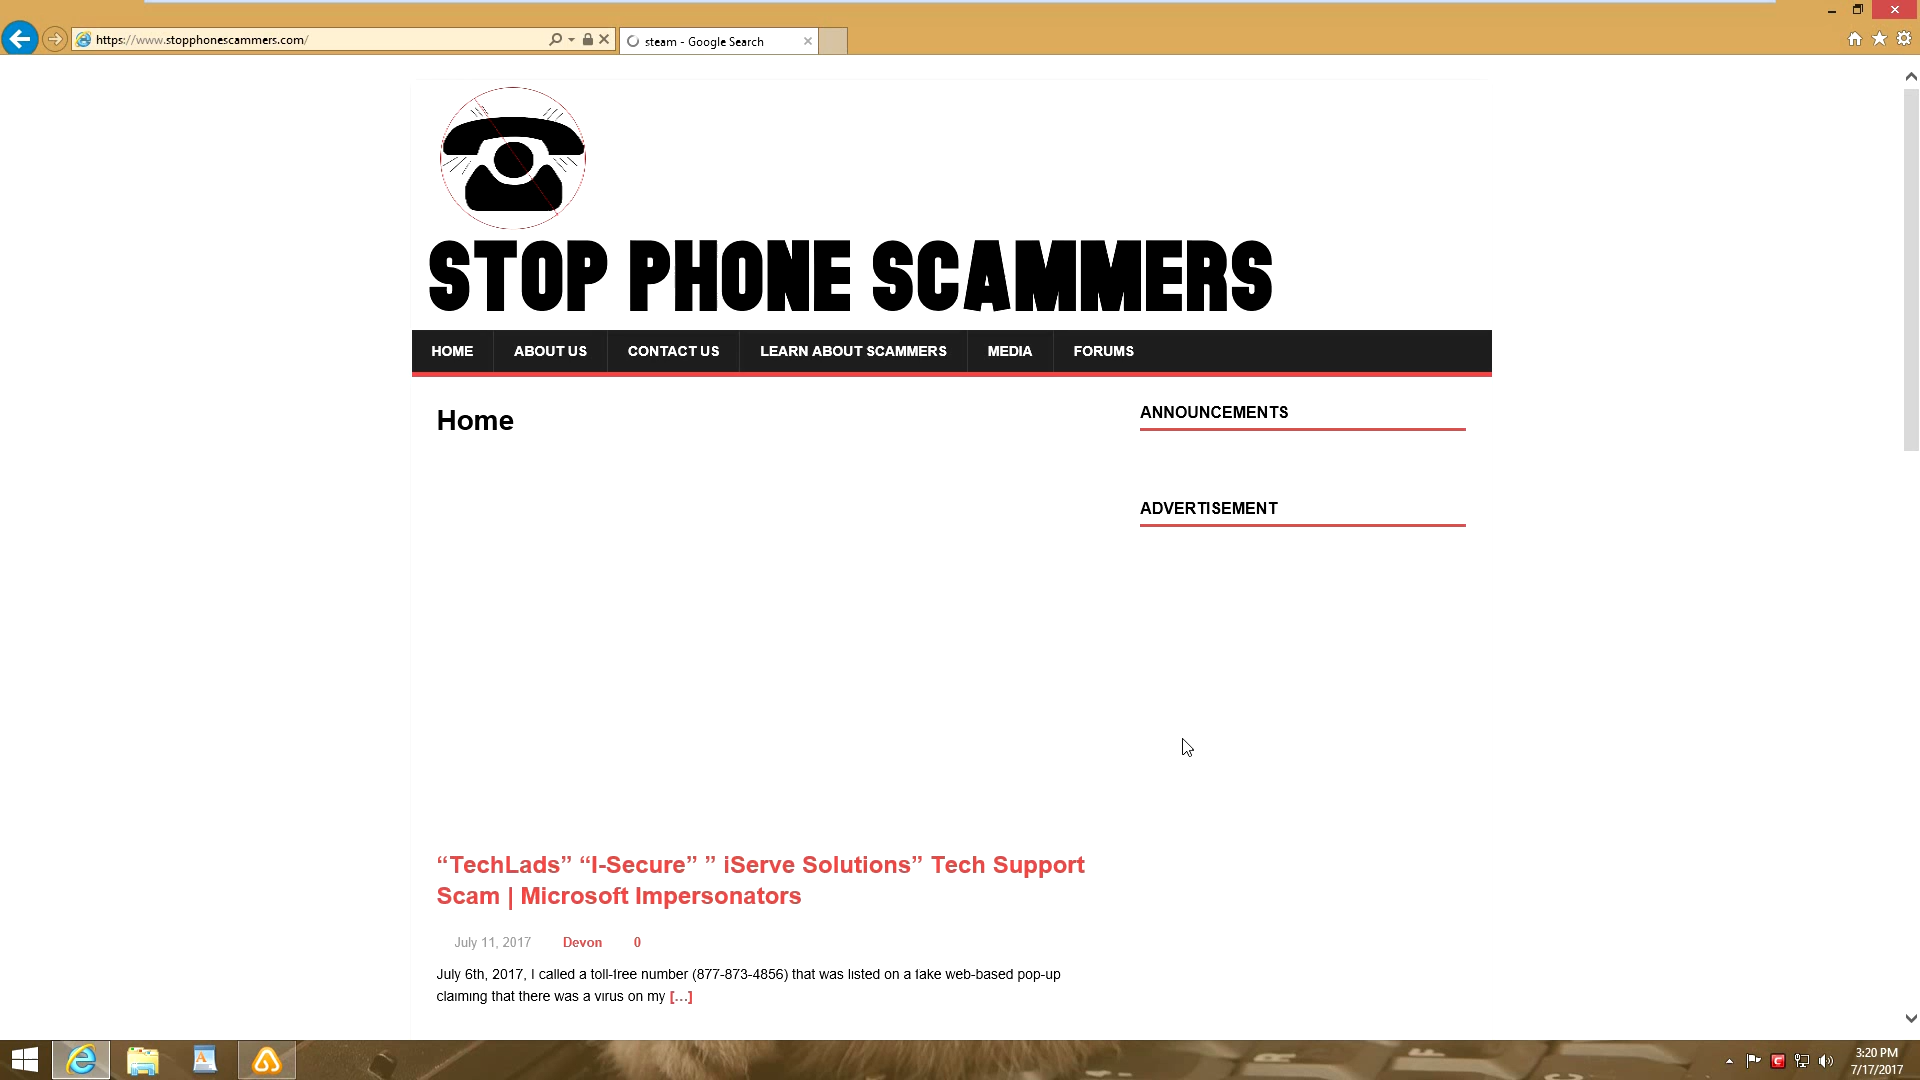 https://www.stopphonescammers.com/
steam - Google Search
STOP PHONE SCAMMERS
HOME ABOUT US CONTACT US LEARN ABOUT SCAMMERS MEDIA FORUMS
Home
ANNOUNCEMENTS
ADVERTISEMENT
“TechLads” “I-Secure” ” iServe Solutions” Tech Support
Scam | Microsoft Impersonators
July 11, 2017 Devon 0
July 6th, 2017, I called a toll-free number (877-873-4856) that was listed on a fake web-based pop-up
claiming that there was a virus on my [...]
3:20 PM
7/17/2017